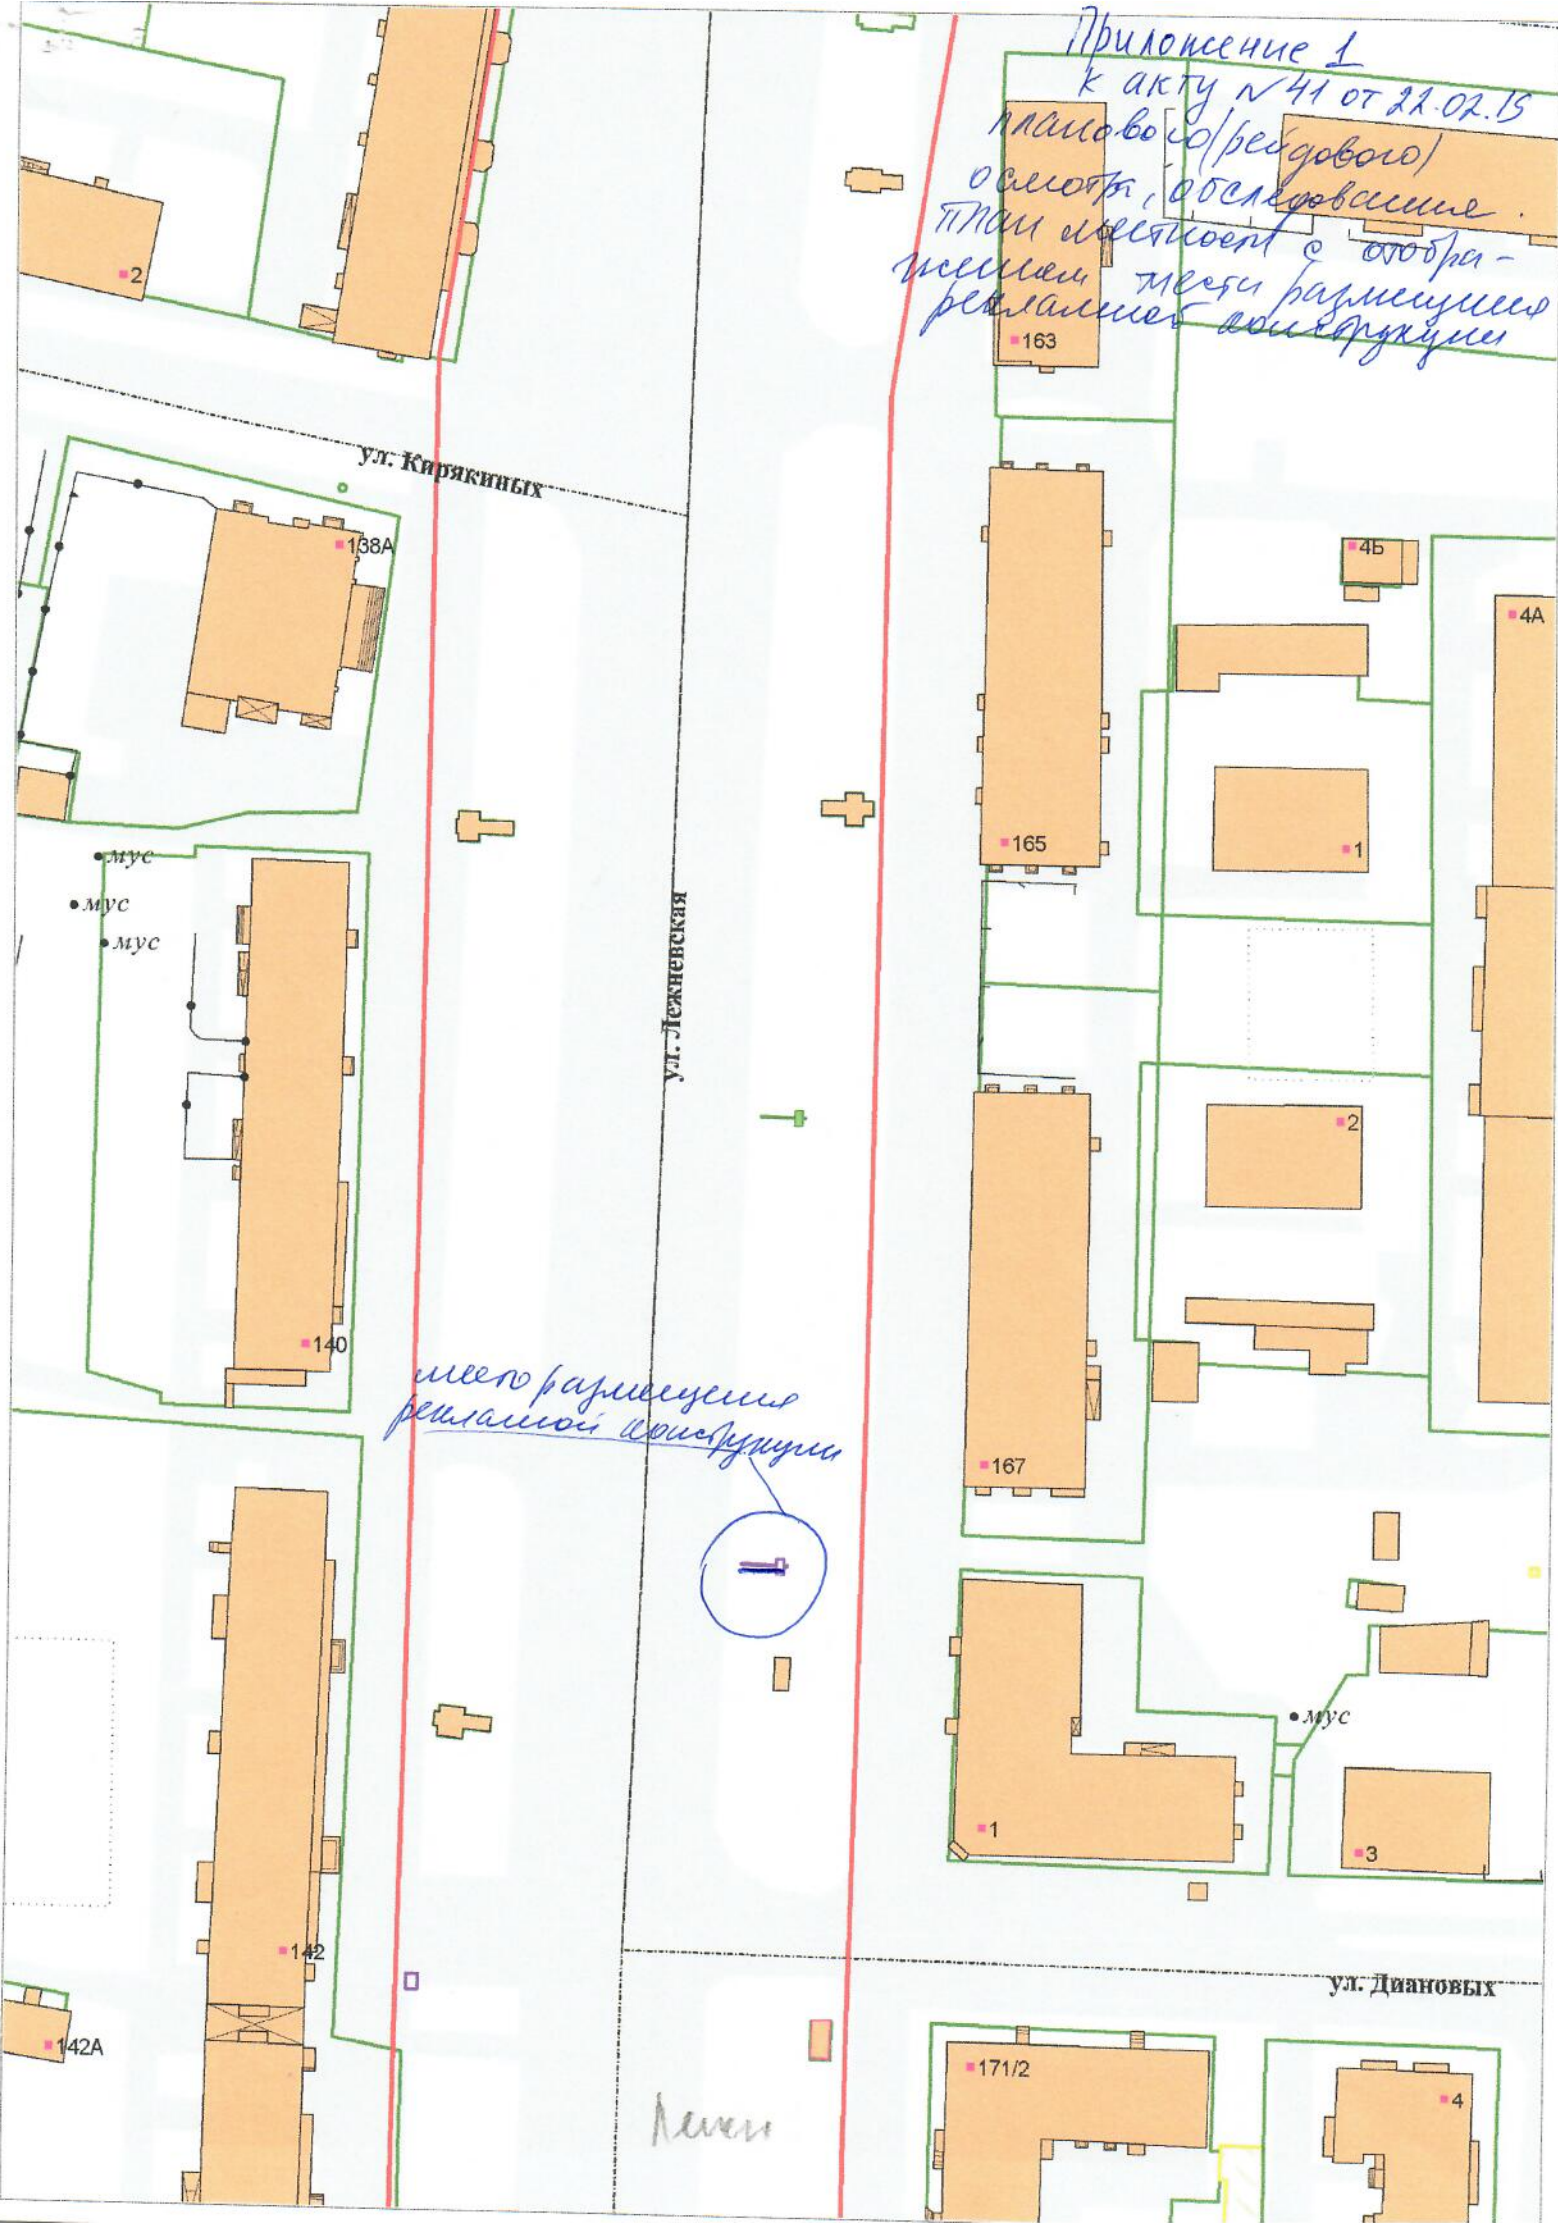 Приложение 1
к акту №41 от 22.02.15
планового (рейдового)
осмотра, обследования.
План местности с отобра-
жением места размещения
рекламной конструкции
2
163
ул. Кирякиных
138А
4Б
4А
165
1
мус
мус
мус
ул. Лежневская
2
140
место размещения
рекламной конструкции
167
мус
1
3
142
ул. Диановых
142А
171/2
4